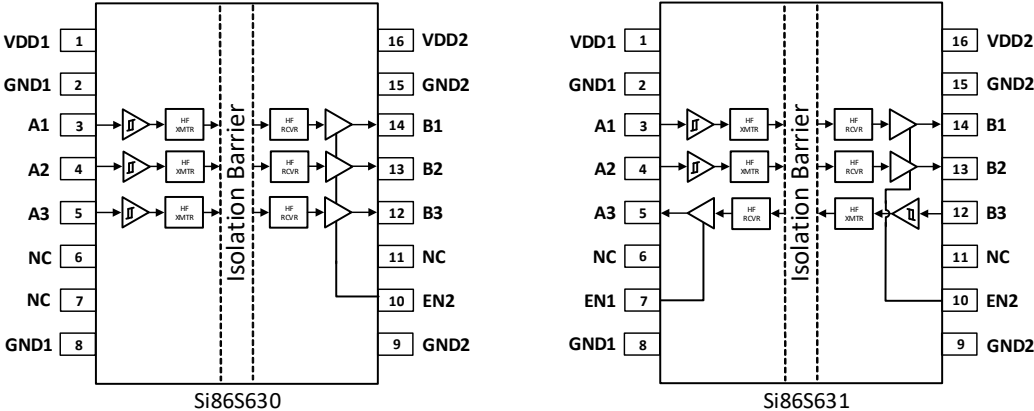 VDD1 1 16 VDD2
GND1 2 15 GND2
A1 3 HF XMTR HF RCVR 14 B1
A2 4 HF XMTR HF RCVR 13 B2
A3 5 HF XMTR HF RCVR 12 B3
NC 6 11 NC
NC 7 10 EN2
GND1 8 9 GND2
Isolation Barrier
Si86S630
VDD1 1 16 VDD2
GND1 2 15 GND2
A1 3 HF XMTR HF RCVR 14 B1
A2 4 HF XMTR HF RCVR 13 B2
A3 5 HF RCVR HF XMTR 12 B3
NC 6 11 NC
EN1 7 10 EN2
GND1 8 9 GND2
Isolation Barrier
Si86S631